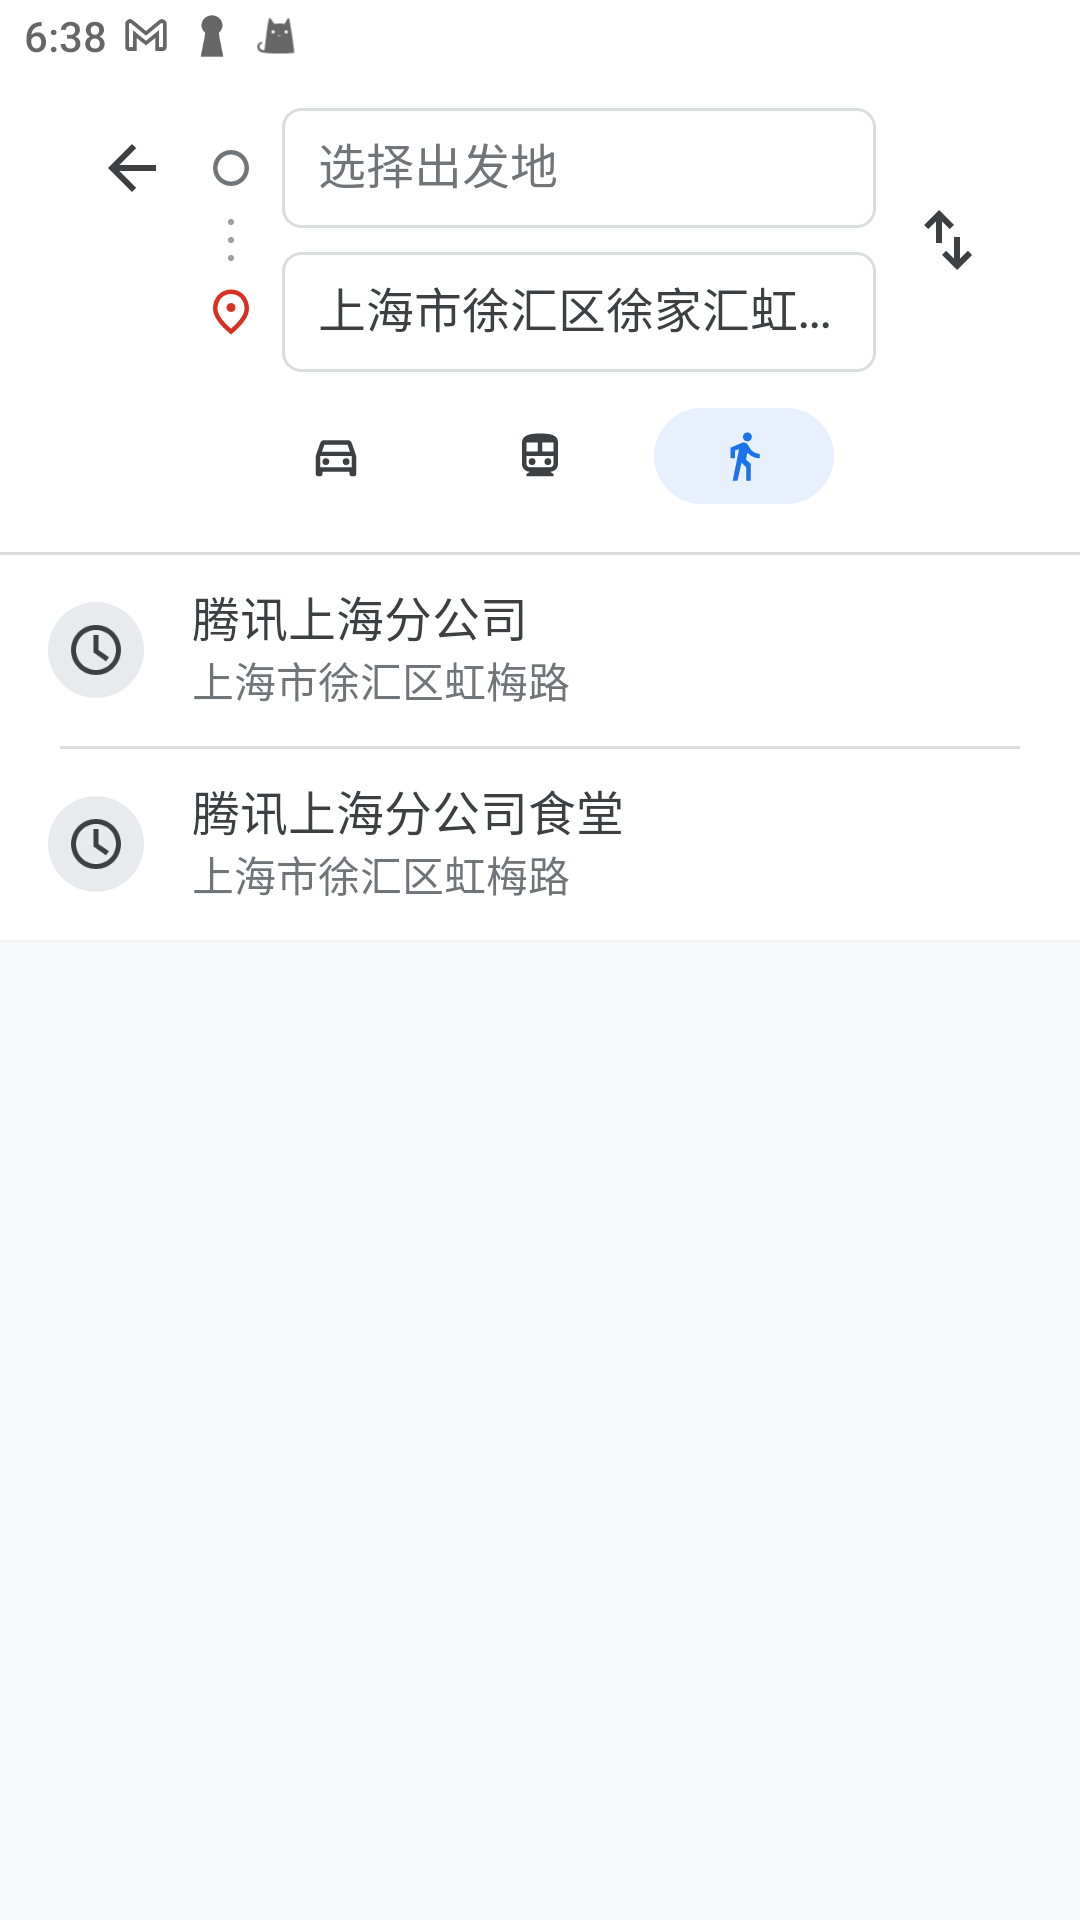 6:38
选择出发地
上海市徐汇区徐家汇虹...
腾讯上海分公司
上海市徐汇区虹梅路
腾讯上海分公司食堂
上海市徐汇区虹梅路